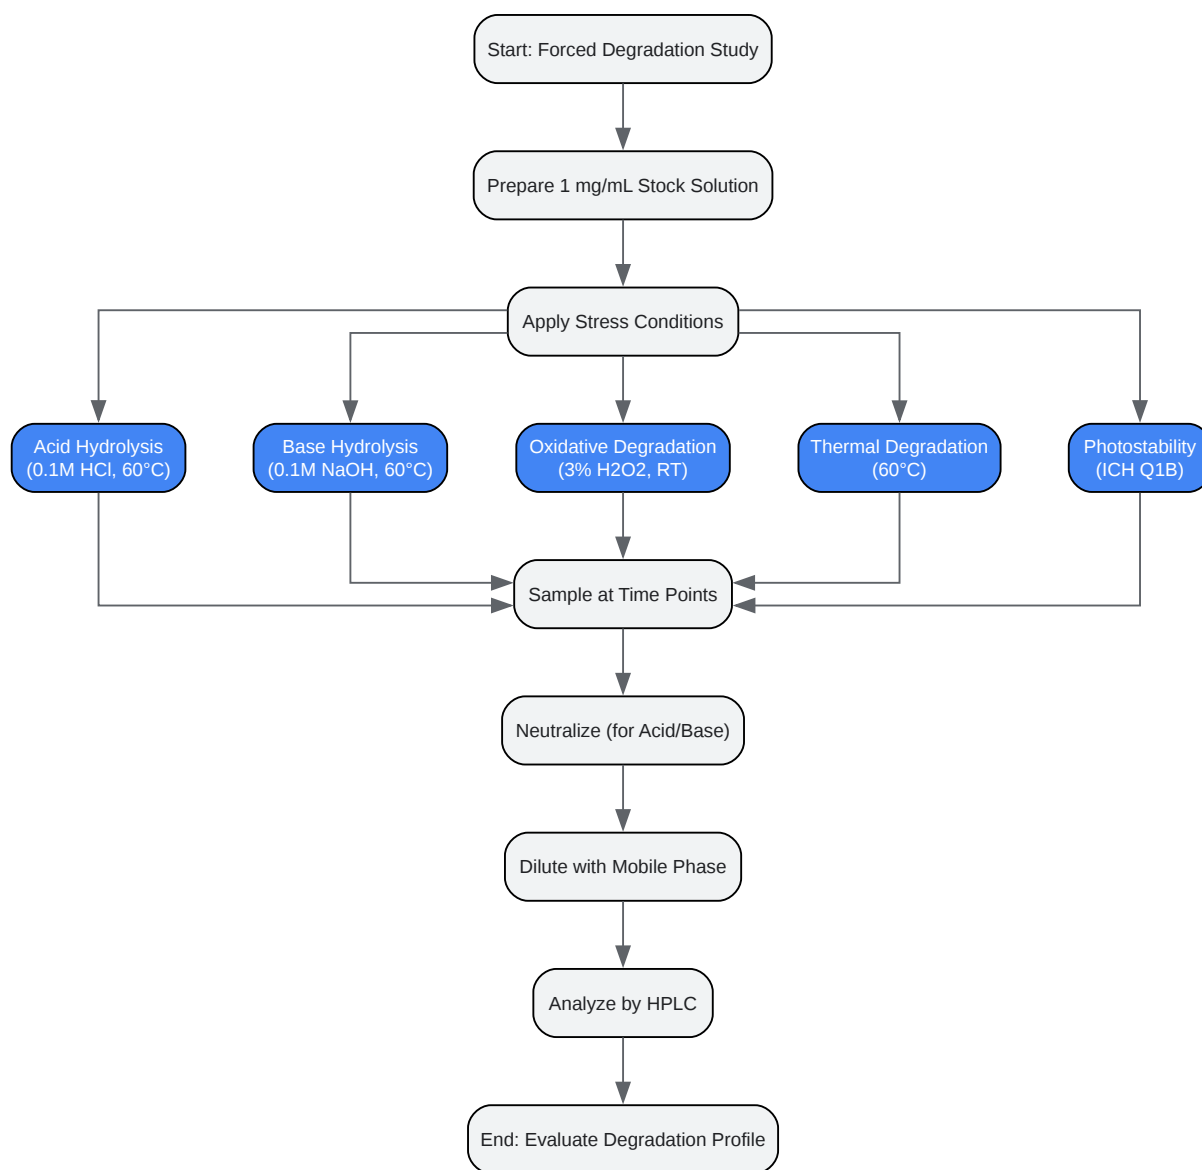 Start: Forced Degradation Study
Prepare 1 mg/mL Stock Solution
Apply Stress Conditions
Acid Hydrolysis
(0.1M HCl, 60°C)
Base Hydrolysis
(0.1M NaOH, 60°C)
Oxidative Degradation
(3% H2O2, RT)
Thermal Degradation
(60°C)
Photostability
(ICH Q1B)
Sample at Time Points
Neutralize (for Acid/Base)
Dilute with Mobile Phase
Analyze by HPLC
End: Evaluate Degradation Profile